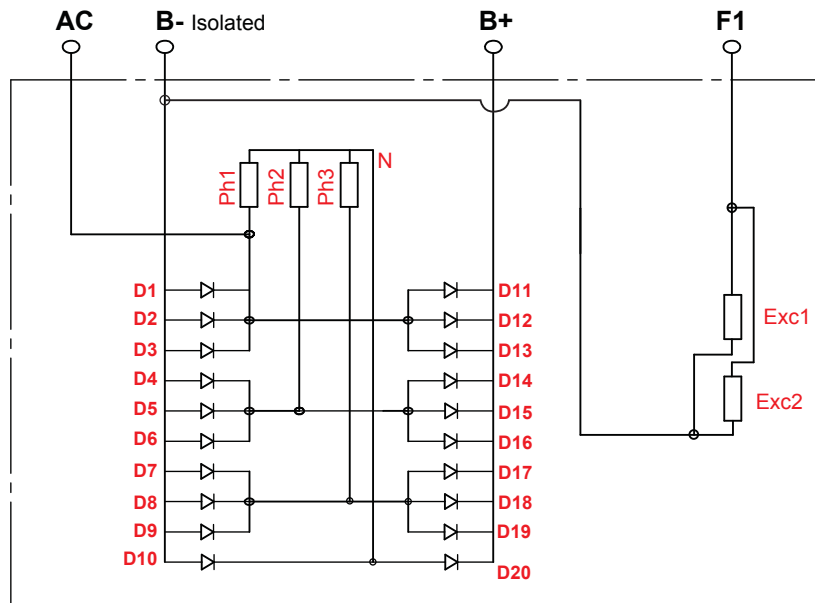 AC B- Isolated B+ F1
N
Ph1 Ph2 Ph3
D1 D11
D2 D12
Exc1
D3 D13
D4 D14
Exc2
D5 D15
D6 D16
D7 D17
D8 D18
D9 D19
D10 D20